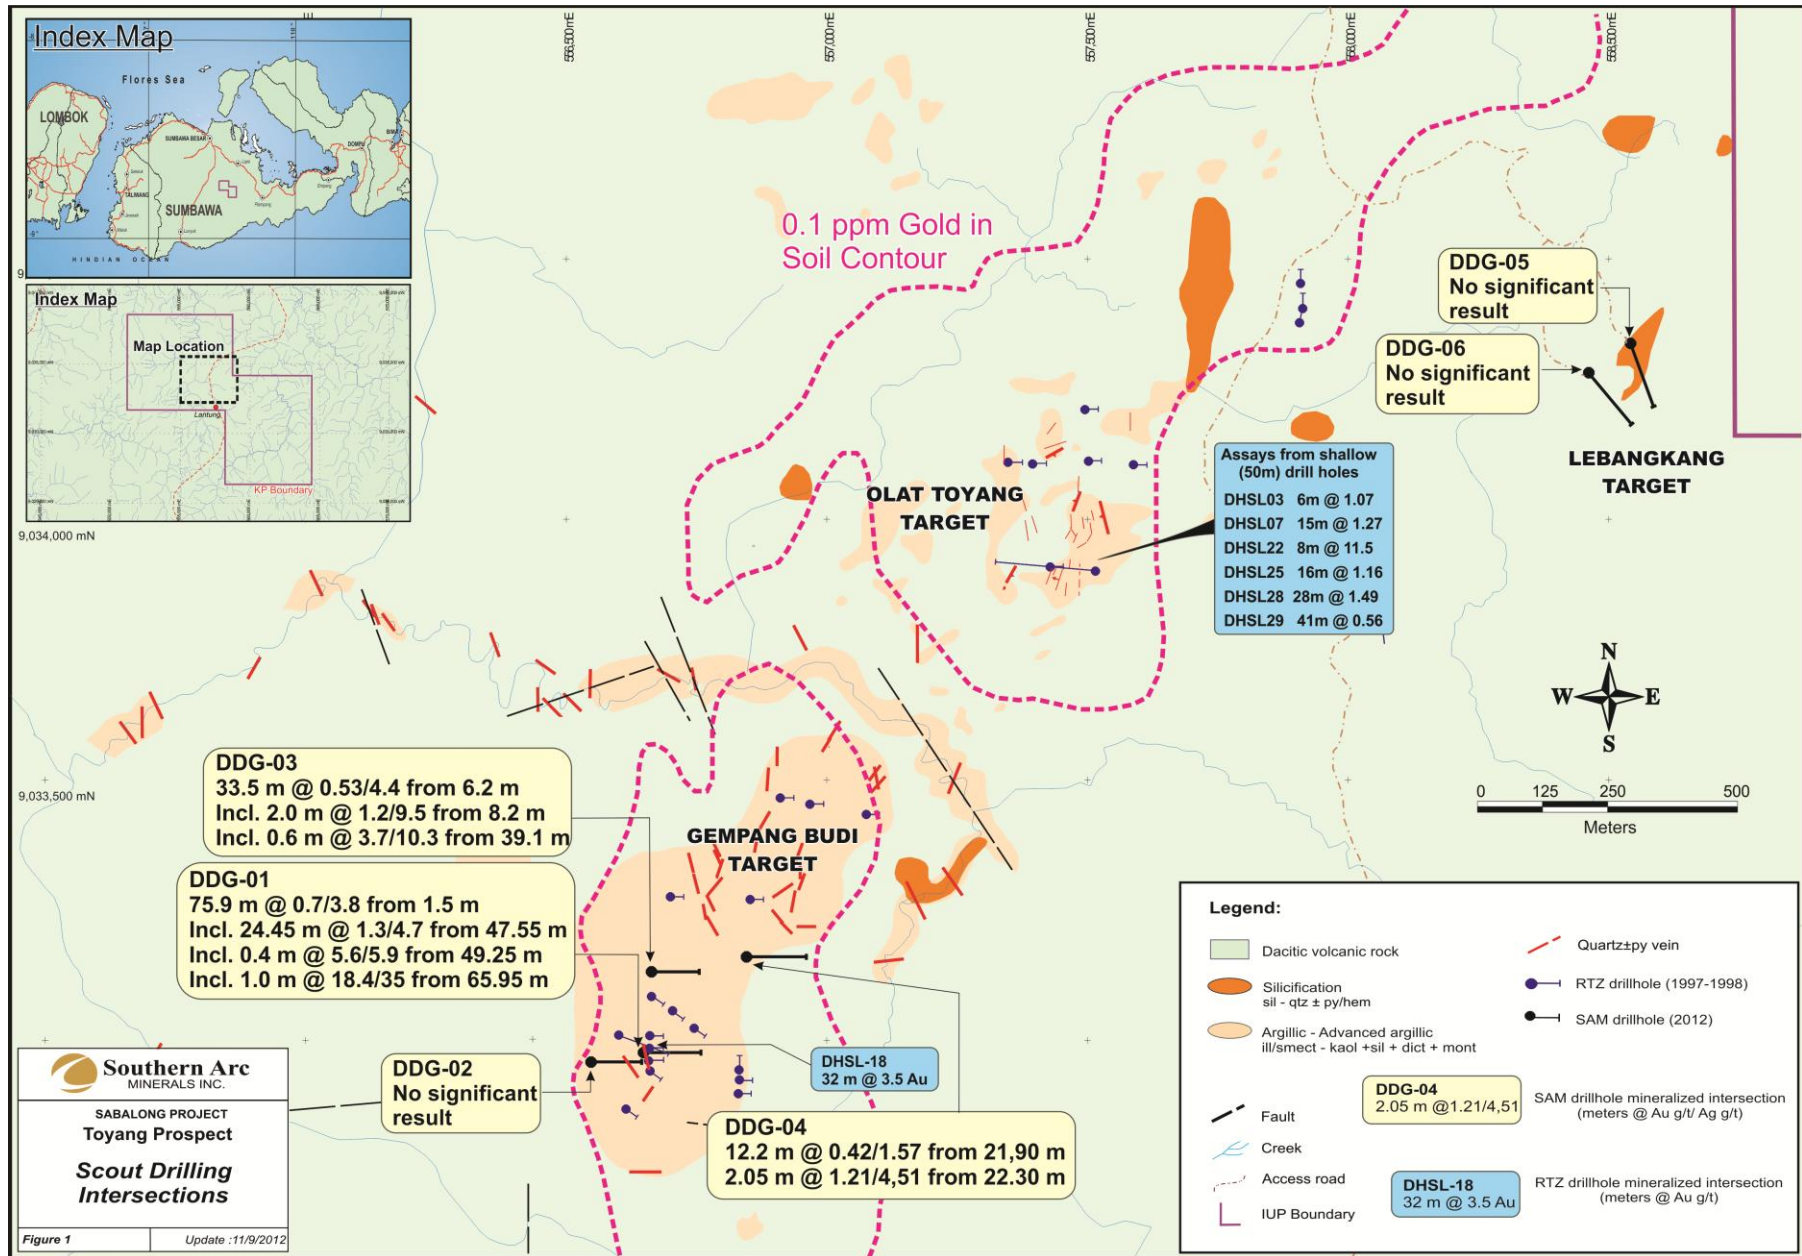 Index Map
Flores Sea
LOMBOK
SUMBAWA BESAR
DOMPU
TALIWANG
SUMBAWA
HINDIAN OCEAN
-9°
Index Map
Map Location
Lantung
KP Boundary
556,500mE
557,000mE
557,500mE
558,000mE
558,500mE
9,034,000 mN
9,033,500 mN
0.1 ppm Gold in
Soil Contour
DDG-05
No significant
result
DDG-06
No significant
result
LEBANGKANG
TARGET
OLAT TOYANG
TARGET
Assays from shallow
(50m) drill holes
DHSL03 6m @ 1.07
DHSL07 15m @ 1.27
DHSL22 8m @ 11.5
DHSL25 16m @ 1.16
DHSL28 28m @ 1.49
DHSL29 41m @ 0.56
N
W E
S
0 125 250 500
Meters
DDG-03
33.5 m @ 0.53/4.4 from 6.2 m
Incl. 2.0 m @ 1.2/9.5 from 8.2 m
Incl. 0.6 m @ 3.7/10.3 from 39.1 m
GEMPANG BUDI
TARGET
DDG-01
75.9 m @ 0.7/3.8 from 1.5 m
Incl. 24.45 m @ 1.3/4.7 from 47.55 m
Incl. 0.4 m @ 5.6/5.9 from 49.25 m
Incl. 1.0 m @ 18.4/35 from 65.95 m
DDG-02
No significant
result
DHSL-18
32 m @ 3.5 Au
DDG-04
12.2 m @ 0.42/1.57 from 21,90 m
2.05 m @ 1.21/4,51 from 22.30 m
Southern Arc
MINERALS INC.
SABALONG PROJECT
Toyang Prospect
Scout Drilling
Intersections
Figure 1
Update :11/9/2012
Legend:
Dacitic volcanic rock
Silicification
sil - qtz ± py/hem
Argillic - Advanced argillic
ill/smect - kaol +sil + dict + mont
Fault
Creek
Access road
IUP Boundary
Quartz±py vein
RTZ drillhole (1997-1998)
SAM drillhole (2012)
DDG-04
2.05 m @1.21/4,51
SAM drillhole mineralized intersection
(meters @ Au g/t/ Ag g/t)
DHSL-18
32 m @ 3.5 Au
RTZ drillhole mineralized intersection
(meters @ Au g/t)